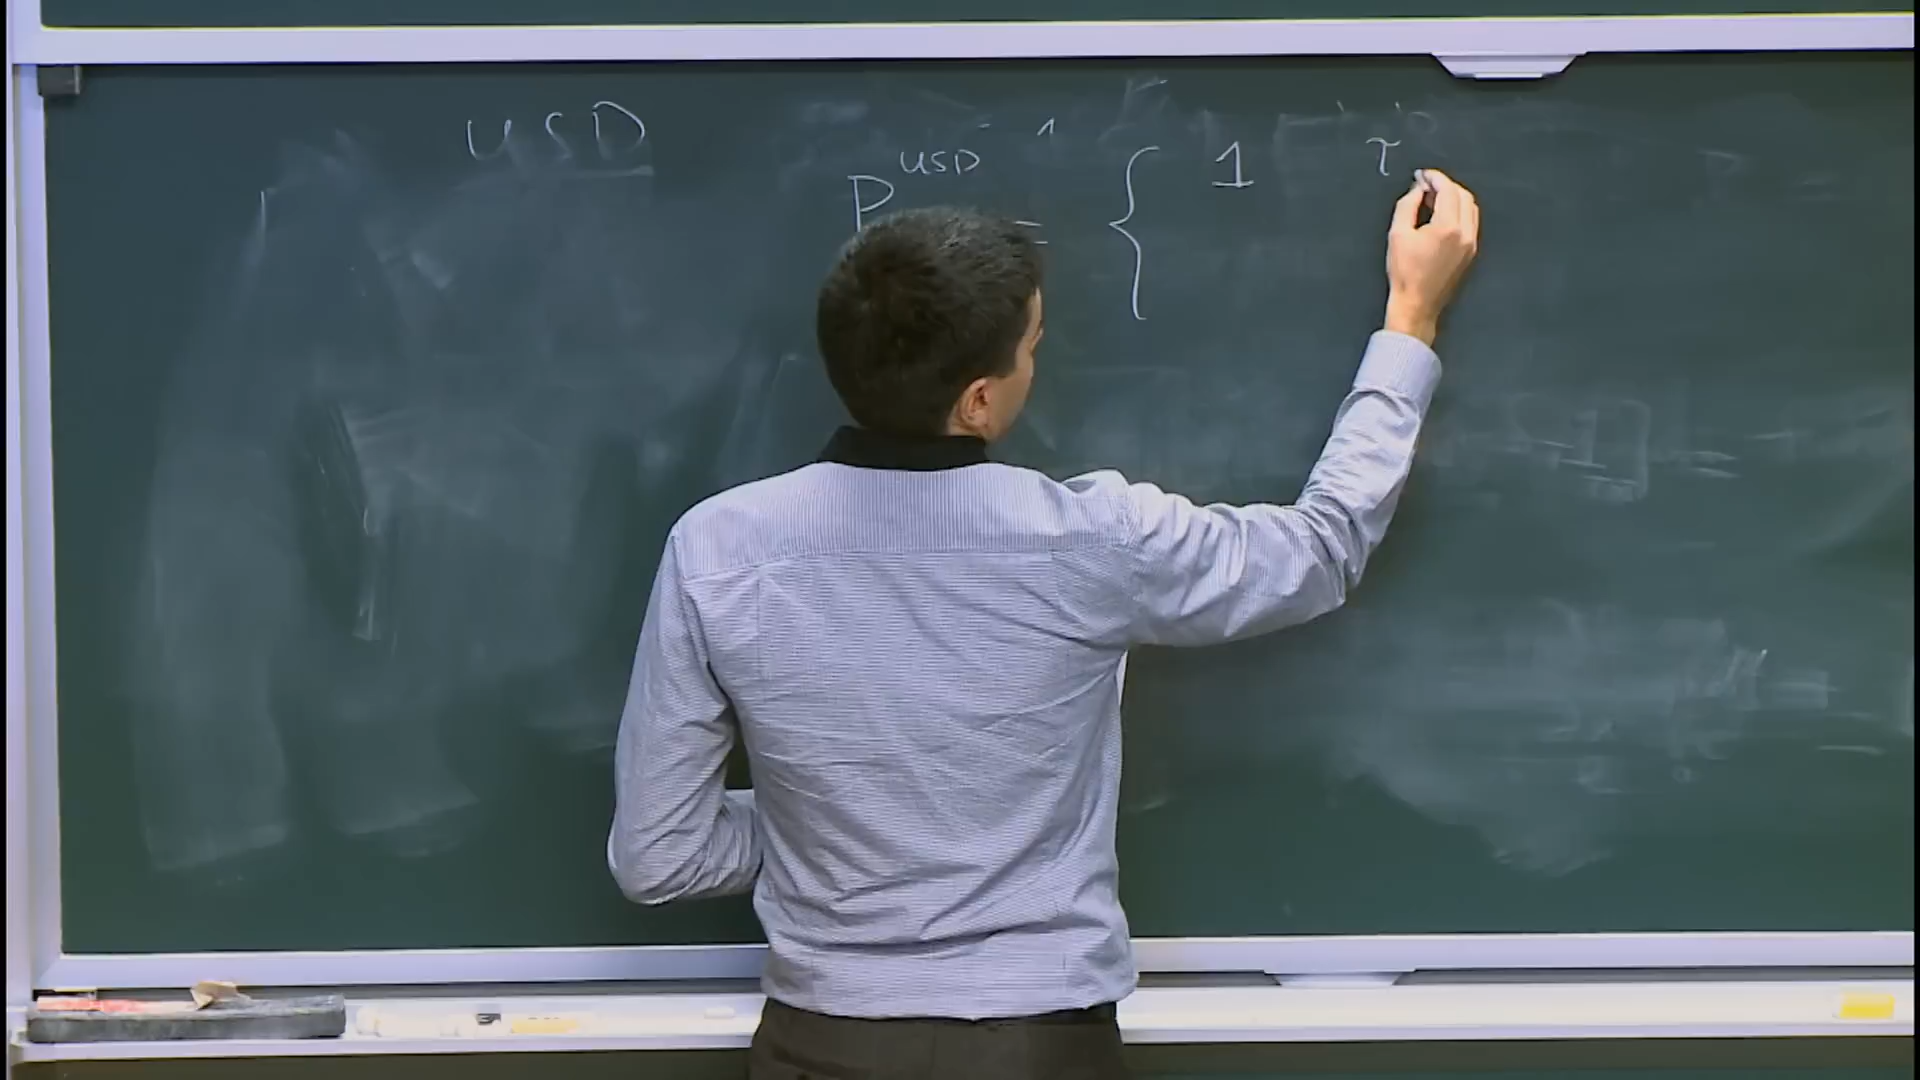 USD
P USD = { 1 τ